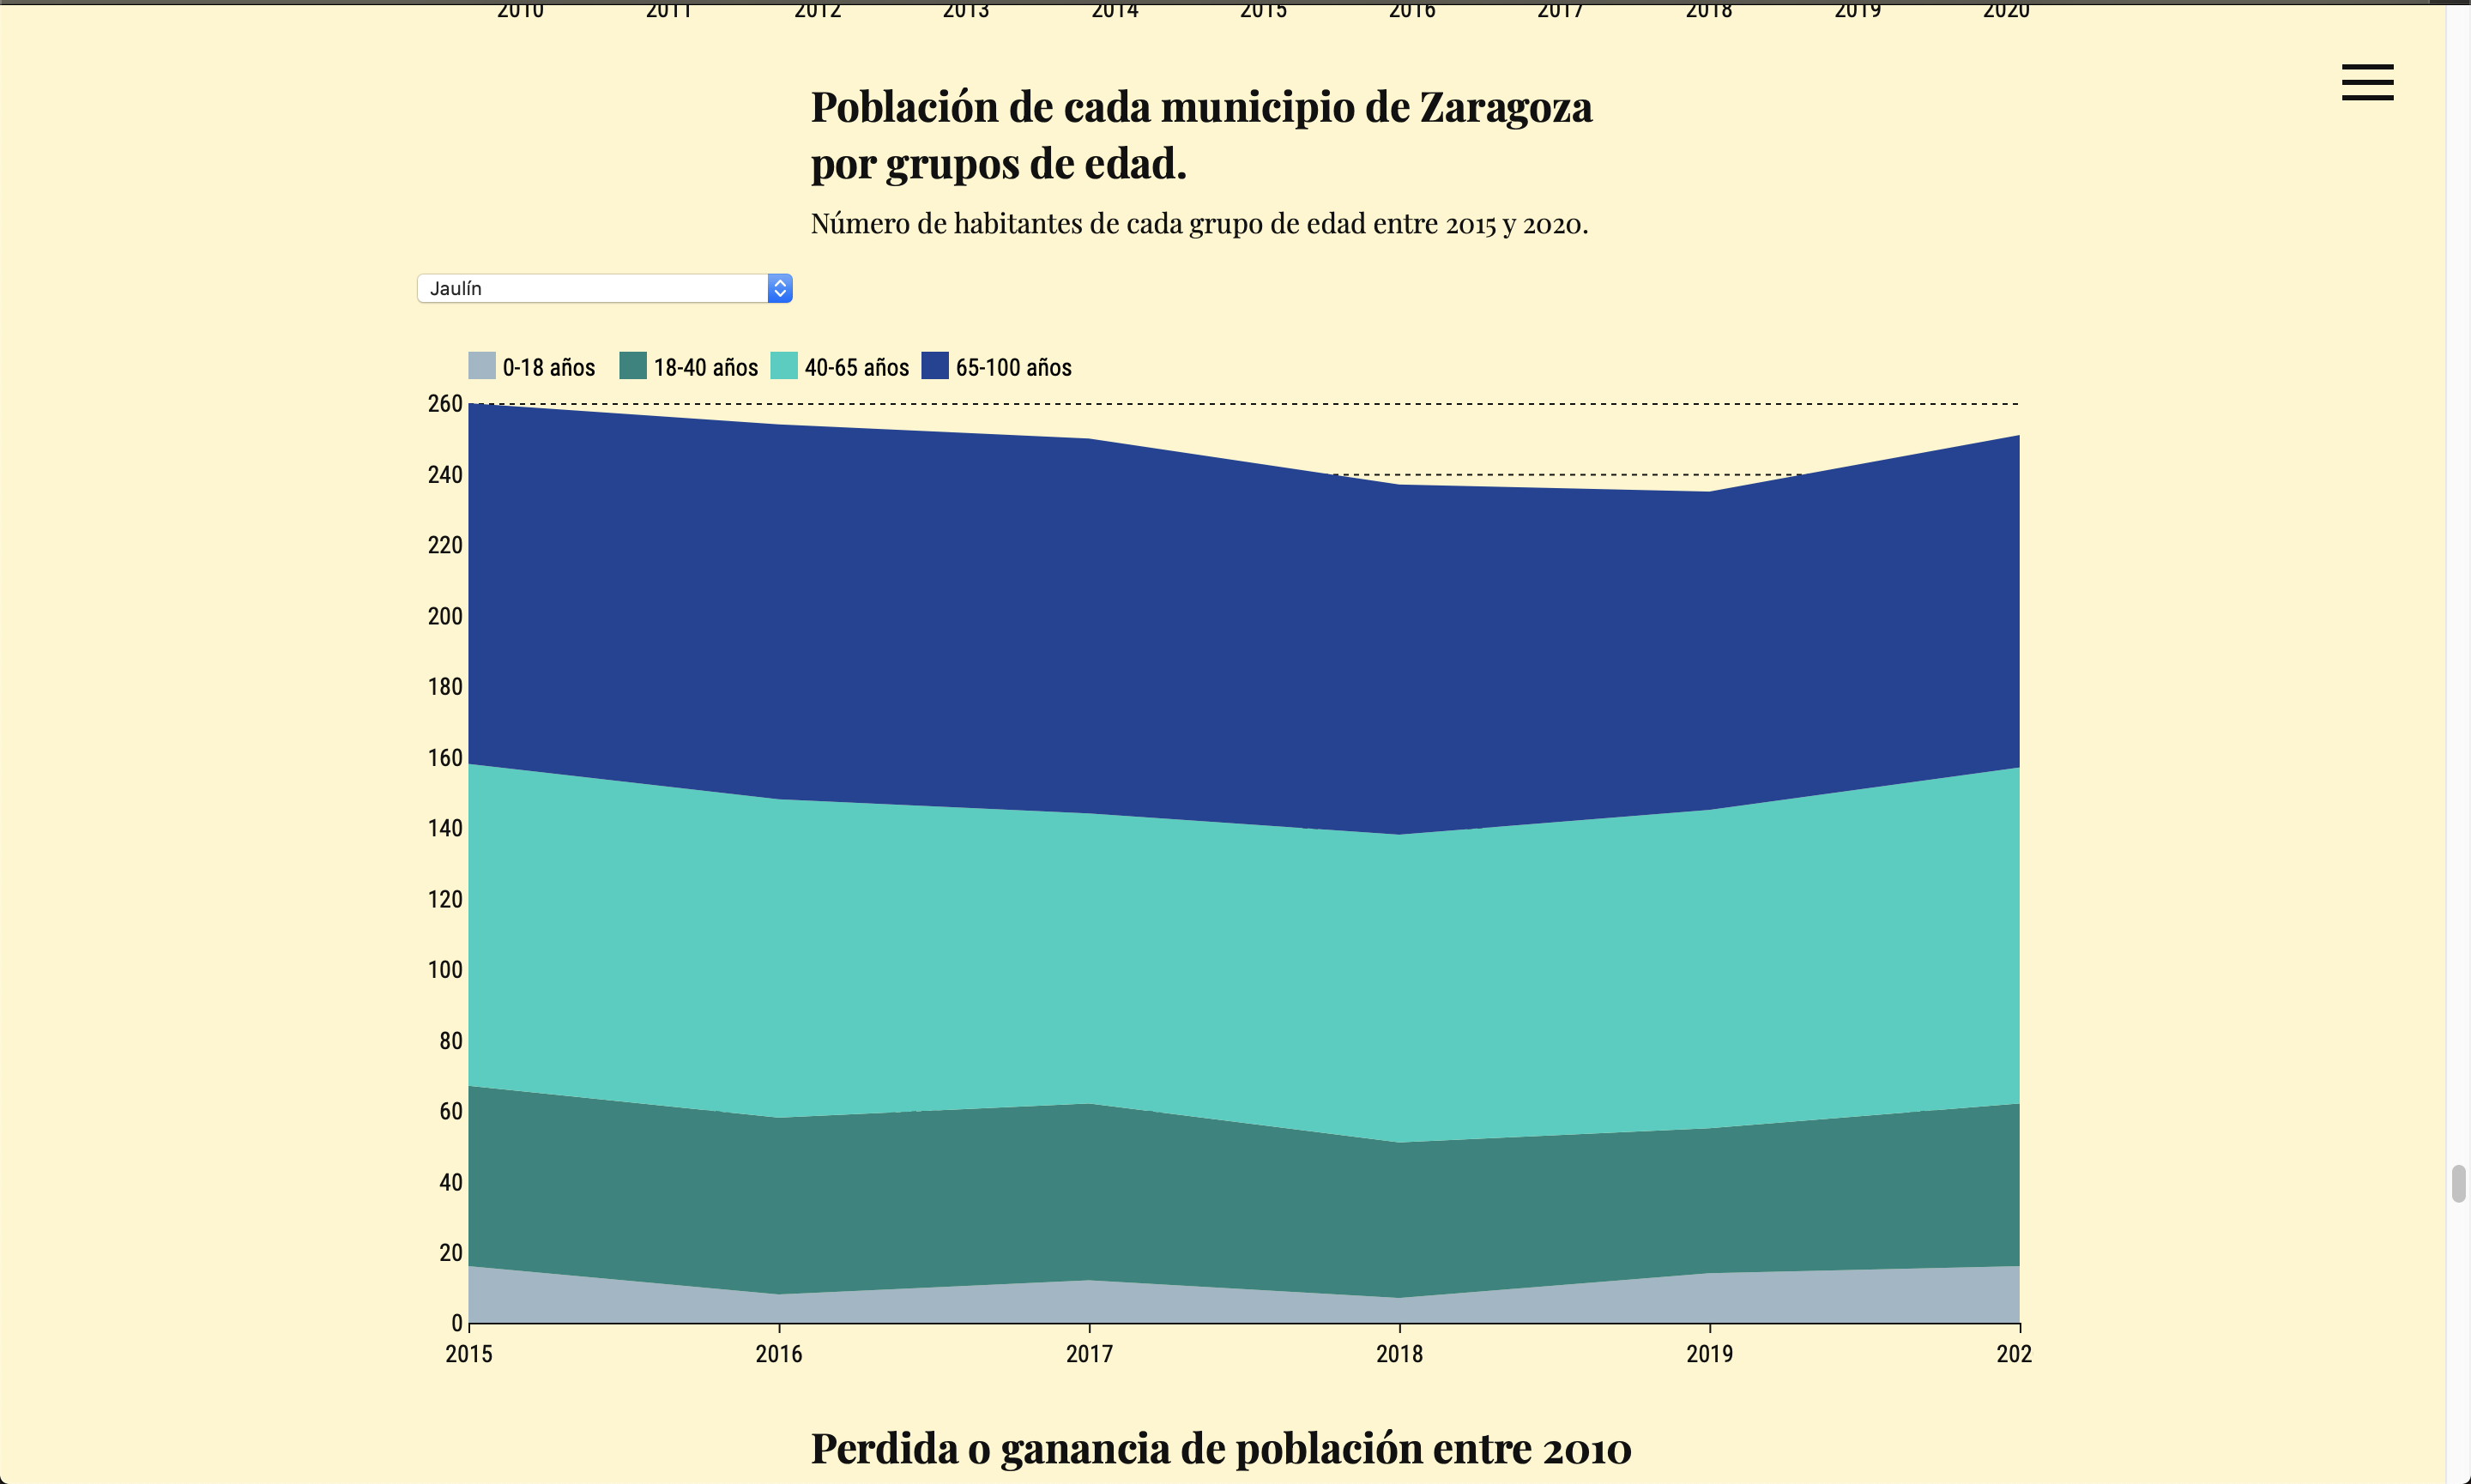 2010 2011 2012 2013 2014 2015 2016 2017 2018 2019 2020
Población de cada municipio de Zaragoza
por grupos de edad.
Número de habitantes de cada grupo de edad entre 2015 y 2020.
Jaulín
0-18 años 18-40 años 40-65 años 65-100 años
260
240
220
200
180
160
140
120
100
80
60
40
20
0
2015 2016 2017 2018 2019 202
Perdida o ganancia de población entre 2010